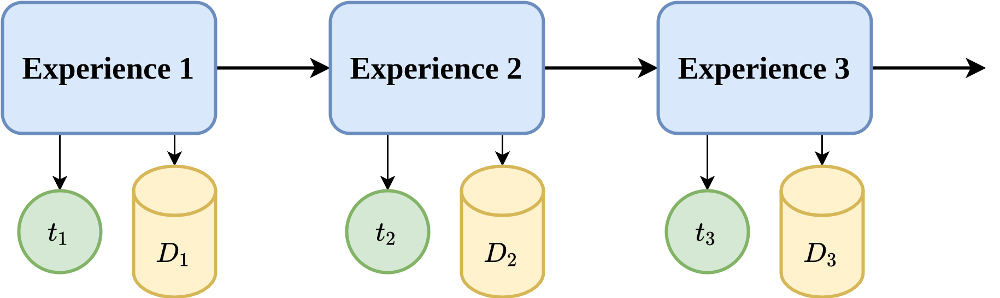 Experience 1
Experience 2
Experience 3
t₁
D₁
t₂
D₂
t₃
D₃